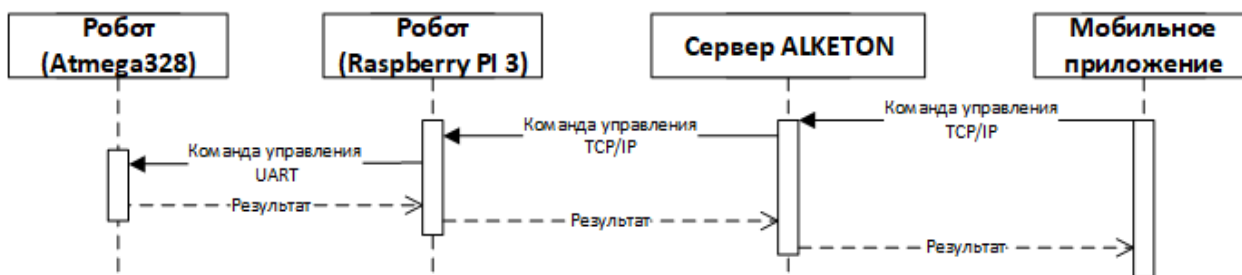 Робот
(Atmega328)
Робот
(Raspberry PI 3)
Сервер ALKETON
Мобильное
приложение
Команда управления
TCP/IP
Команда управления
TCP/IP
Команда управления
UART
Результат
Результат
Результат